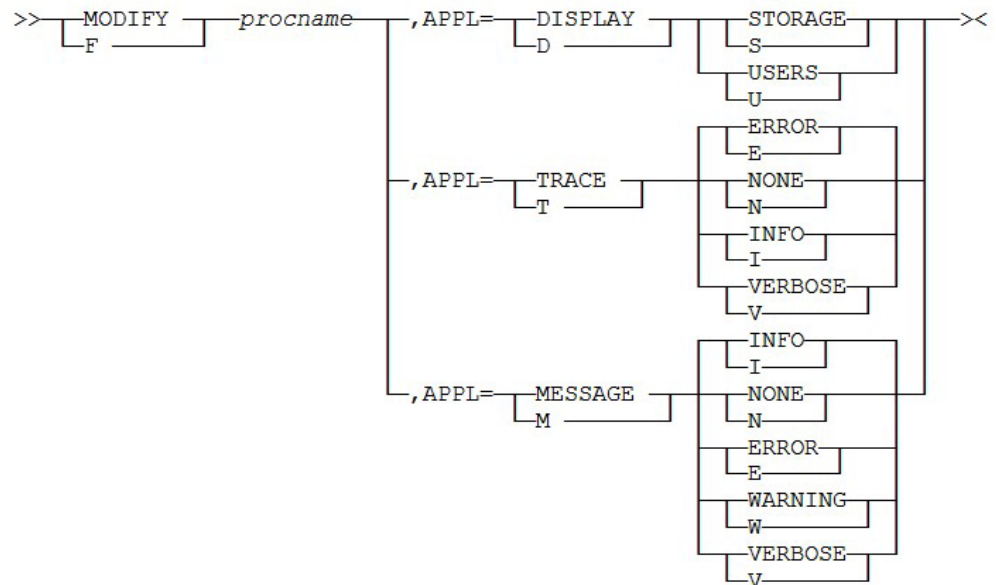 >> MODIFY procname ,APPL= DISPLAY STORAGE ><
F D S
USERS
U
ERROR
E
,APPL= TRACE NONE
T N
INFO
I
VERBOSE
V
INFO
I
,APPL= MESSAGE NONE
M N
ERROR
E
WARNING
W
VERBOSE
V